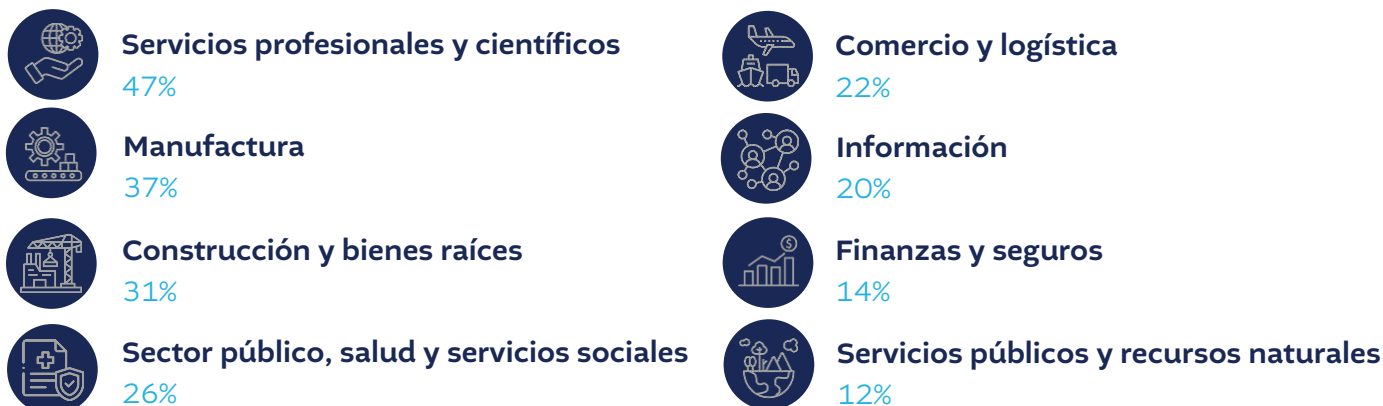 Servicios profesionales y científicos
47%
Manufactura
37%
Construcción y bienes raíces
31%
Sector público, salud y servicios sociales
26%
Comercio y logística
22%
Información
20%
Finanzas y seguros
14%
Servicios públicos y recursos naturales
12%